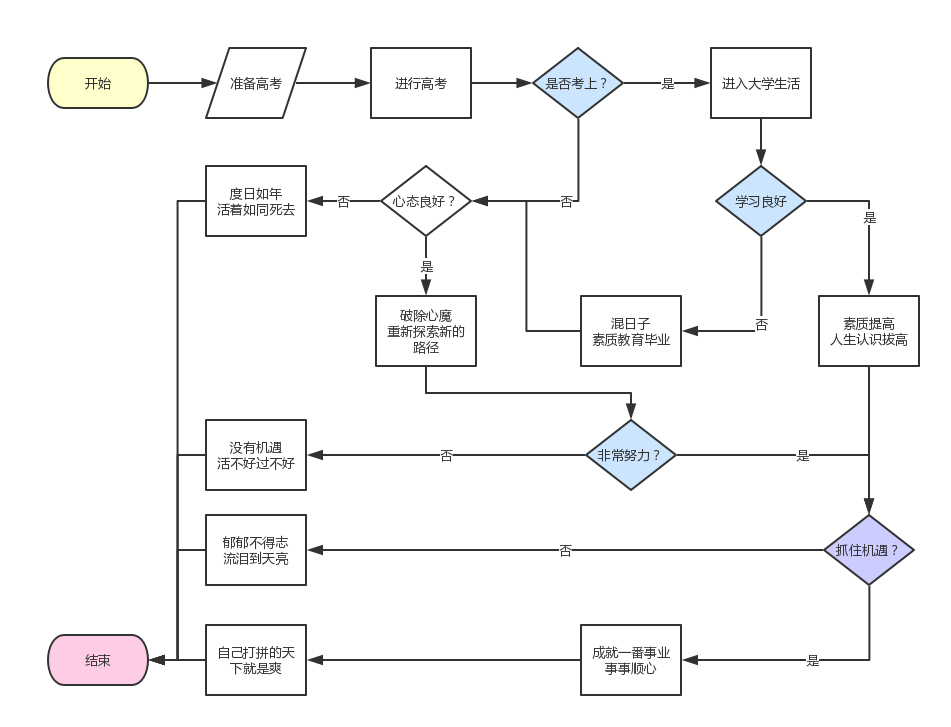 开始
准备高考
进行高考
是否考上？
是
进入大学生活
度日如年
活着如同死去
否
心态良好？
否
学习良好
是
是
破除心魔
重新探索新的
路径
混日子
素质教育毕业
否
素质提高
人生认识拔高
没有机遇
活不好过不好
否
非常努力？
是
郁郁不得志
流泪到天亮
否
抓住机遇？
结束
自己打拼的天
下就是爽
成就一番事业
事事顺心
是